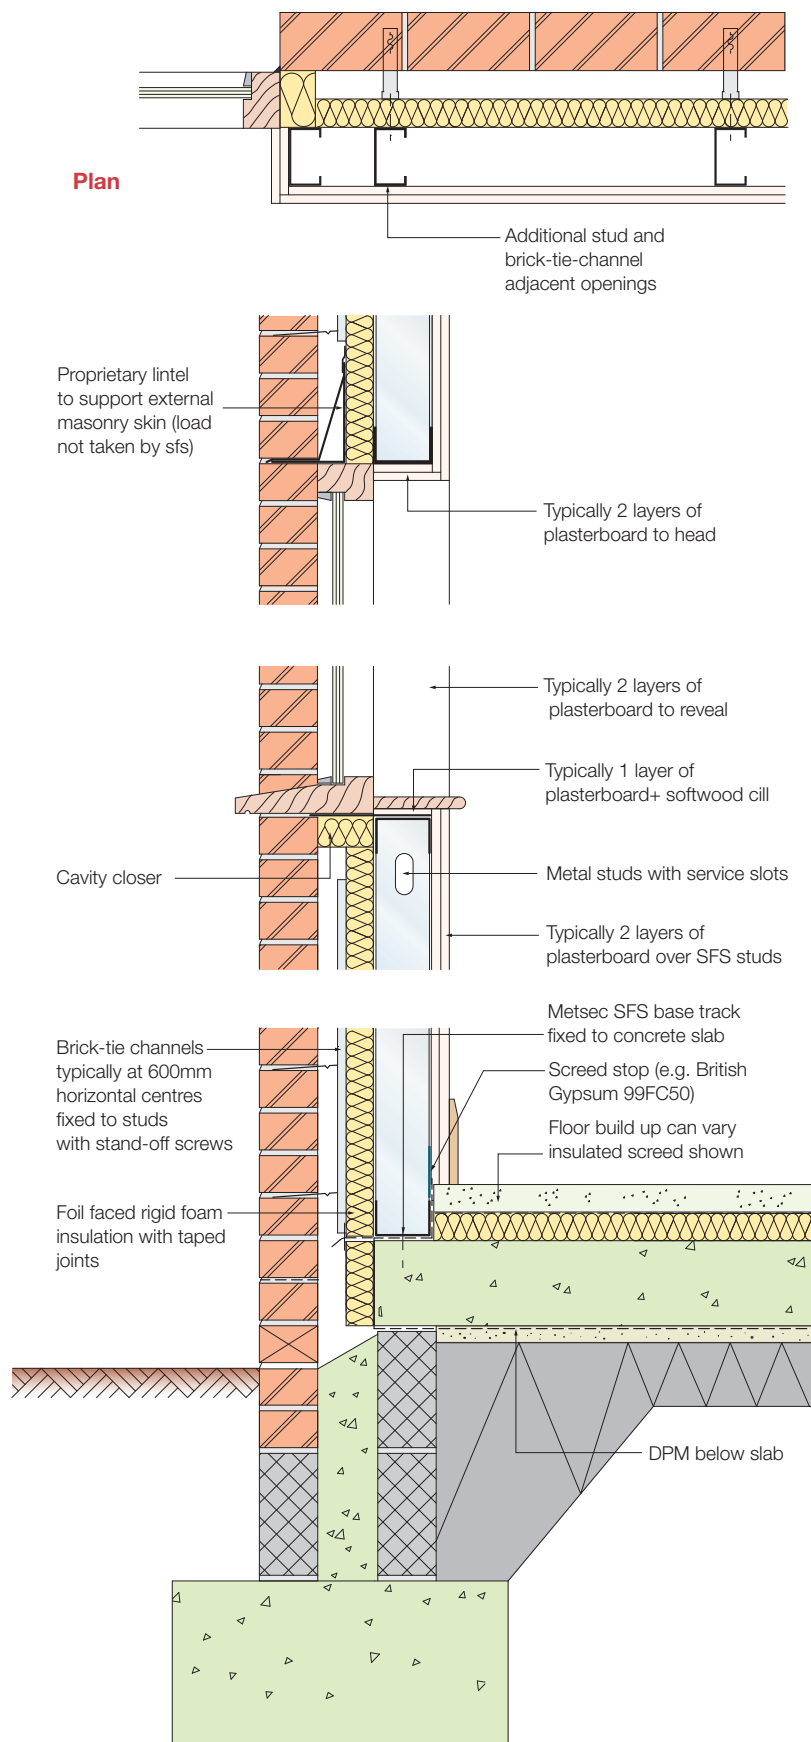 Plan
Additional stud and
brick-tie-channel
adjacent openings
Proprietary lintel
to support external
masonry skin (load
not taken by sfs)
Typically 2 layers of
plasterboard to head
Typically 2 layers of
plasterboard to reveal
Typically 1 layer of
plasterboard+ softwood cill
Cavity closer
Metal studs with service slots
Typically 2 layers of
plasterboard over SFS studs
Metsec SFS base track
fixed to concrete slab
Brick-tie channels
typically at 600mm
horizontal centres
fixed to studs
with stand-off screws
Screed stop (e.g. British
Gypsum 99FC50)
Floor build up can vary
insulated screed shown
Foil faced rigid foam
insulation with taped
joints
DPM below slab